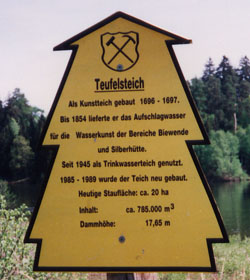 Teufelsteich
Als Kunstteich gebaut 1696 - 1697.
Bis 1854 lieferte er das Aufschlagwasser
für die Wasserkunst der Bereiche Biewende
und Silberhütte.
Seit 1945 als Trinkwasserteich genutzt.
1985 - 1989 wurde der Teich neu gebaut.
Heutige Staufläche: ca. 20 ha
Inhalt: ca. 785.000 m³
Dammhöhe: 17,65 m